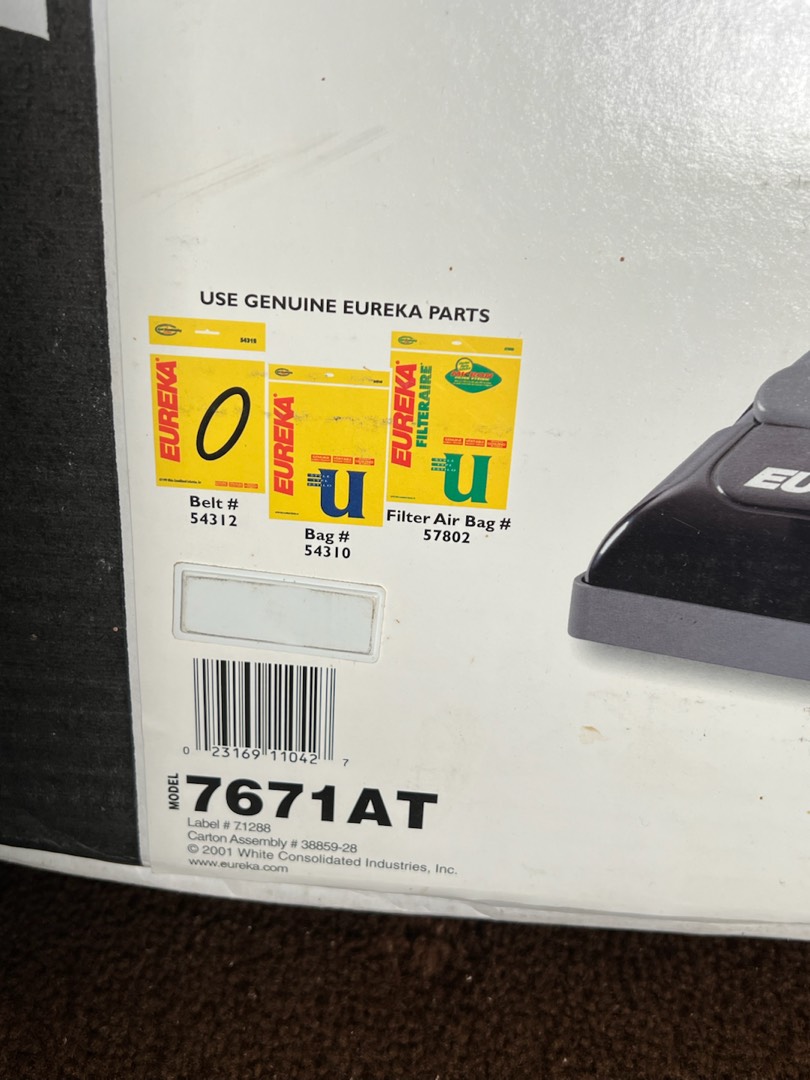 USE GENUINE EUREKA PARTS
54312
EUREKA
Belt #
54312
EUREKA
U
Bag #
54310
EUREKA
FILTERAIRE
U
Filter Air Bag #
57802
EU
0 23169 11042 7
MODEL
7671AT
Label # 71288
Carton Assembly # 38859-28
© 2001 White Consolidated Industries, Inc.
www.eureka.com